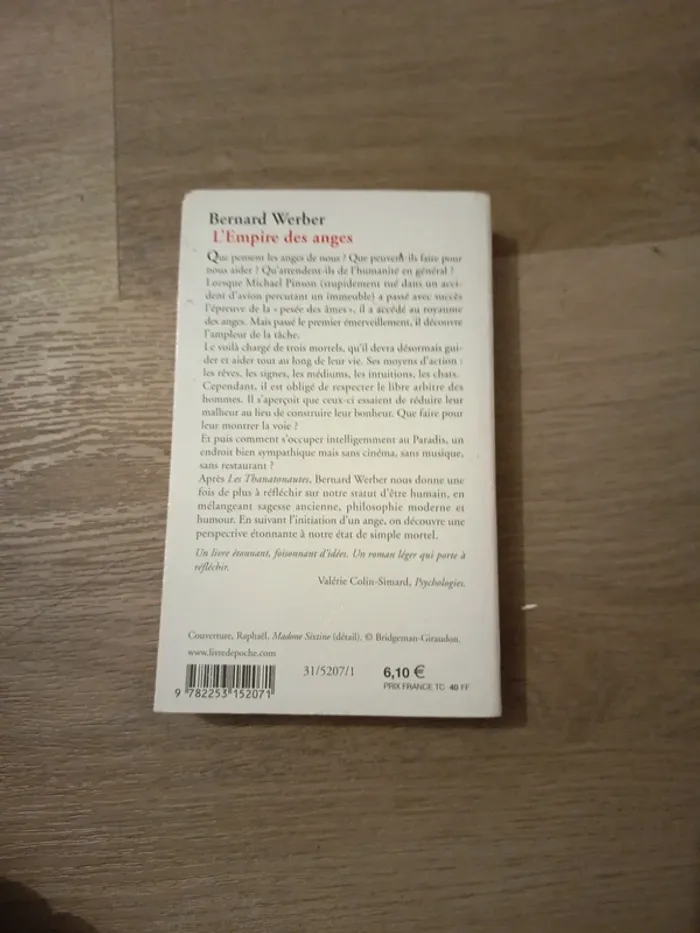 Bernard Werber
L'Empire des anges
Que pensent les anges de nous ? Que peuvent-ils faire pour
nous aider ? Qu'attendent-ils de l'humanité en général ?
Lorsque Michael Pinson (stupidement tué dans un acci-
dent d'avion percutant un immeuble) a passé avec succès
l'épreuve de la « pesée des âmes », il a accédé au royaume
des anges. Mais passé le premier émerveillement, il découvre
l'ampleur de la tâche.
Le voilà chargé de trois mortels, qu'il devra désormais gui-
der et aider tout au long de leur vie. Ses moyens d'action :
les rêves, les signes, les médiums, les intuitions, les chats.
Cependant, il est obligé de respecter le libre arbitre des
hommes. Il s'aperçoit que ceux-ci essaient de réduire leur
malheur au lieu de construire leur bonheur. Que faire pour
leur montrer la voie ?
Et puis comment s'occuper intelligemment au Paradis, un
endroit bien sympathique mais sans cinéma, sans musique,
sans restaurant ?
Après Les Thanatonautes, Bernard Werber nous donne une
fois de plus à réfléchir sur notre statut d'être humain, en
mélangeant sagesse ancienne, philosophie moderne et
humour. En suivant l'initiation d'un ange, on découvre une
perspective étonnante à notre état de simple mortel.
Un livre étonnant, foisonnant d'idées. Un roman léger qui porte à
réfléchir.
Valérie Colin-Simard, Psychologies.
Couverture, Raphaël, Madone Sixtine (détail). © Bridgeman-Giraudon.
www.livredepoche.com
31/5207/1
6,10 €
PRIX FRANCE TC 40 FF
9 782253 152071